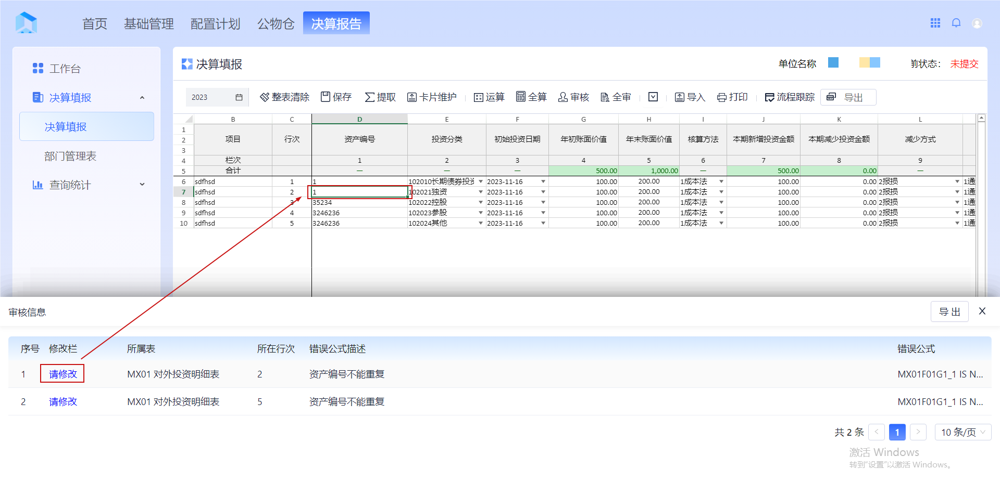 首页 基础管理 配置计划 公物仓 决算报告
工作台
决算填报
决算填报
部门管理表
查询统计
决算填报 单位名称 前状态： 未提交
2023 整表清除 保存 提取 卡片维护 运算 全算 审核 全审 导入 打印 流程跟踪 导出
B C D E F G H I J K L
1
2 项目 行次 资产编号 投资分类 初始投资日期 年初账面价值 年末账面价值 核算方法 本期新增投资金额 本期减少投资金额 减少方式
3
4 栏次 1 2 3 4 5 6 7 8 9
5 合计 — — — 500.00 1,000.00 — 500.00 0.00 —
6 sdfhsd 1 1 102010长期债券投资 2023-11-16 100.00 200.00 1成本法 100.00 0.00 2报损 1通
7 sdfhsd 2 1 102021独资 2023-11-16 100.00 200.00 1成本法 100.00 0.00 2报损 1通
8 sdfhsd 3 35234 102022控股 2023-11-16 100.00 200.00 1成本法 100.00 0.00 2报损 1通
9 sdfhsd 4 3246236 102023参股 2023-11-16 100.00 200.00 1成本法 100.00 0.00 2报损 1通
10 sdfhsd 5 3246236 102024其他 2023-11-16 100.00 200.00 1成本法 100.00 0.00 2报损 1通
审核信息 导 出 X
序号 修改栏 所属表 所在行次 错误公式描述 错误公式
1 请修改 MX01 对外投资明细表 2 资产编号不能重复 MX01F01G1_1 IS N...
2 请修改 MX01 对外投资明细表 5 资产编号不能重复 MX01F01G1_1 IS N...
共 2 条 < 1 > 10 条/页
激活 Windows
转到“设置”以激活 Windows。